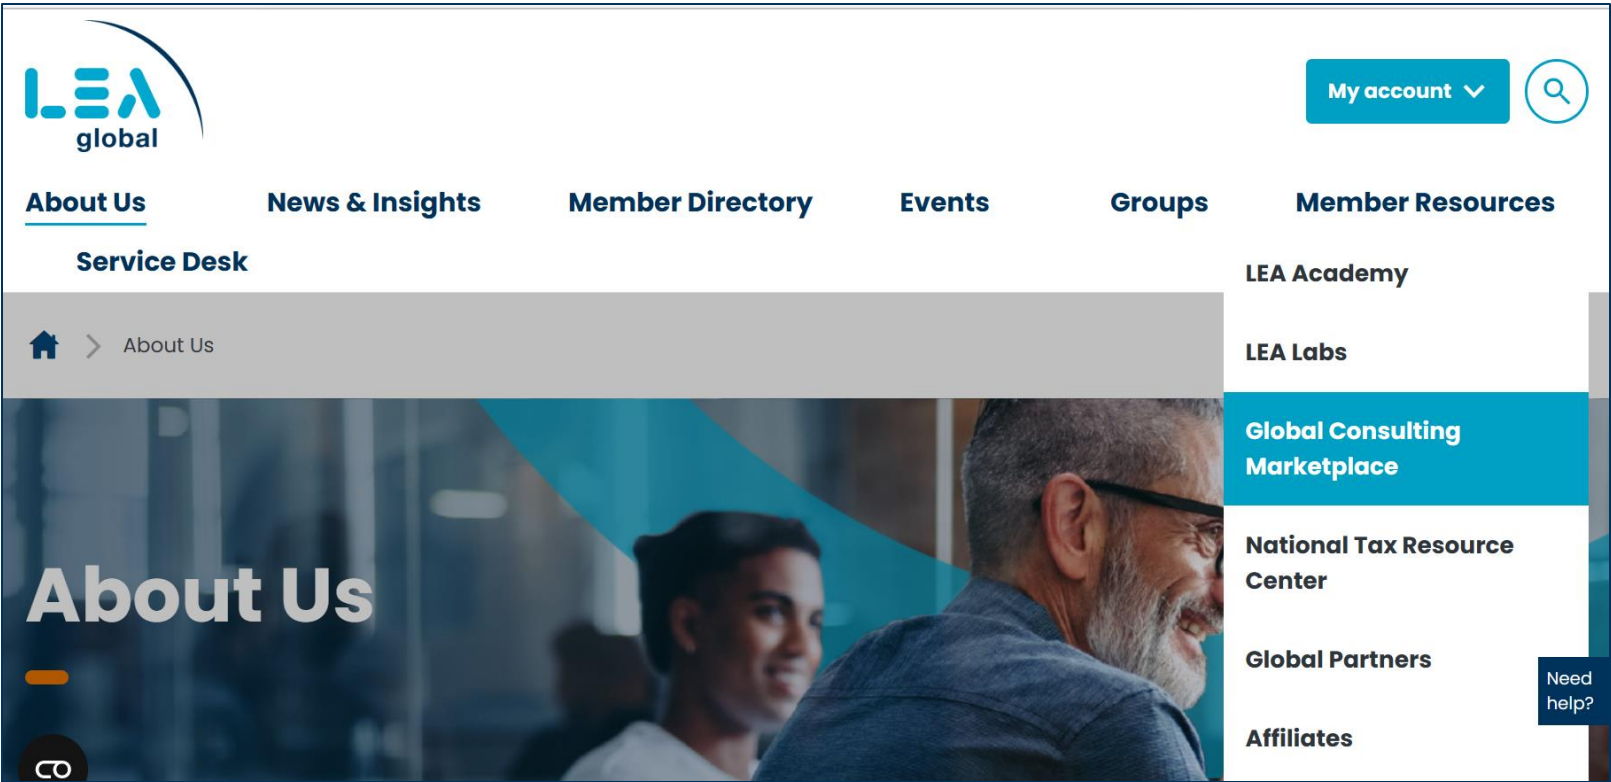 LEA
global
My account
About Us
News & Insights
Member Directory
Events
Groups
Member Resources
Service Desk
LEA Academy
LEA Labs
Global Consulting
Marketplace
National Tax Resource
Center
Global Partners
Affiliates
About Us
About Us
Need
help?